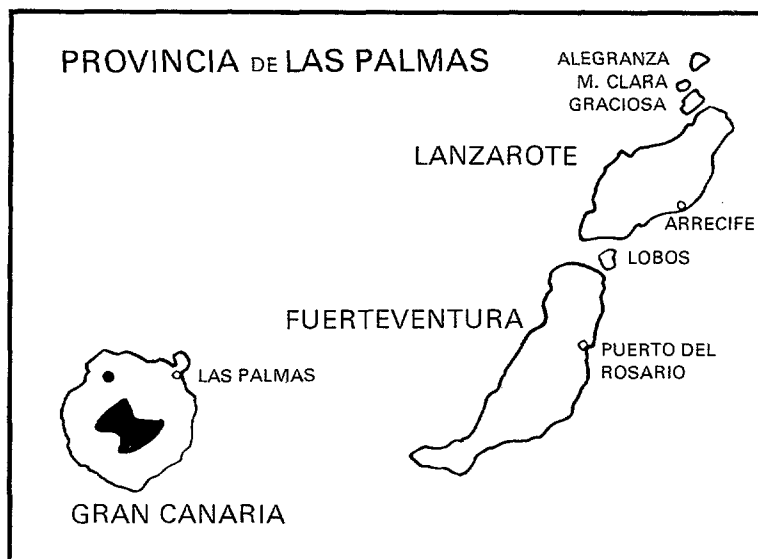 PROVINCIA DE LAS PALMAS
ALEGRANZA
M. CLARA
GRACIOSA
LANZAROTE
ARRECIFE
LOBOS
FUERTEVENTURA
PUERTO DEL
ROSARIO
LAS PALMAS
GRAN CANARIA